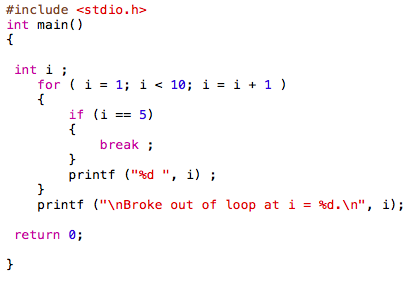 #include <stdio.h>
int main()
{
int i ;
for ( i = 1; i < 10; i = i + 1 )
{
if (i == 5)
{
break ;
}
printf ("%d ", i) ;
}
printf ("\nBroke out of loop at i = %d.\n", i);
return 0;
}